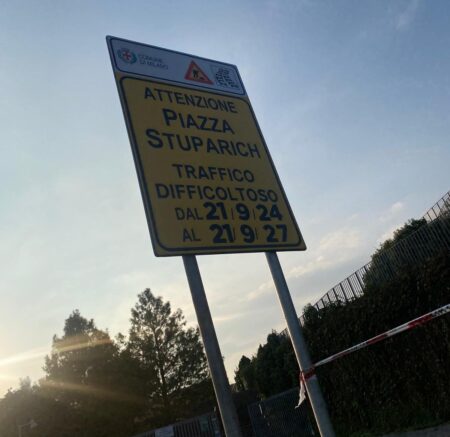 COMUNE
DI MILANO
ATTENZIONE
PIAZZA
STUPARICH
TRAFFICO
DIFFICOLTOSO
DAL 21/9/24
AL 21/9/27